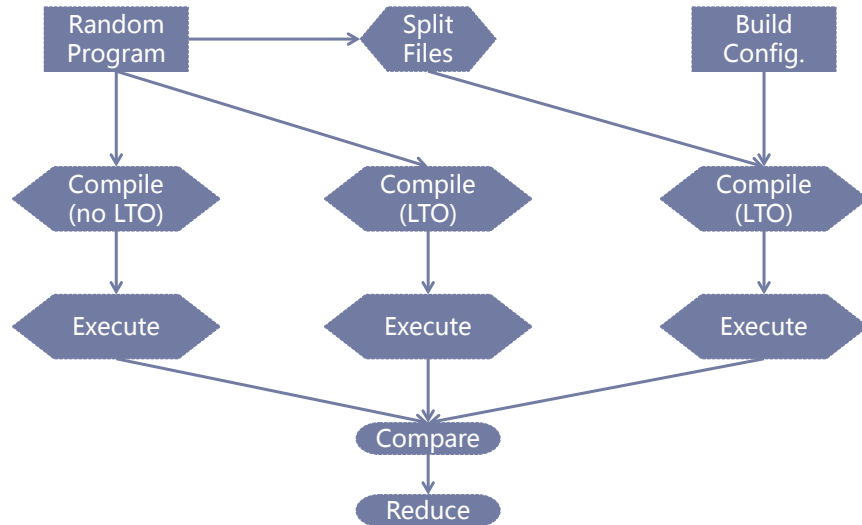 Random
Program
Split
Files
Build
Config.
Compile
(no LTO)
Compile
(LTO)
Compile
(LTO)
Execute
Execute
Execute
Compare
Reduce